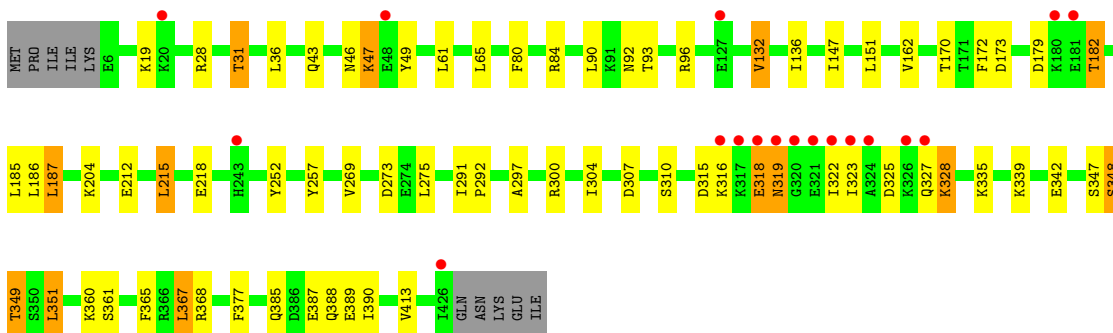 MET PRO ILE ILE LYS E6 K19 K20 R28 T31 L36 Q43 N46 K47 E48 Y49 L61 L65 F80 R84 L90 K91 N92 T93 R96 E127 V132 I136 I147 L151 V162 T170 T171 F172 D173 D179 K180 E181 T182
L185 L186 L187 K204 E212 L215 E218 H243 Y252 Y257 V269 D273 E274 L275 I291 P292 A297 R300 I304 D307 S310 D315 K316 K317 E318 N319 G320 E321 I322 I323 A324 D325 K326 Q327 K328 K335 K339 E342 S347 S348
T349 S350 L351 K360 S361 F365 R366 L367 R368 F377 Q385 D386 E387 Q388 E389 I390 V413 I426 GLN ASN LYS GLU ILE